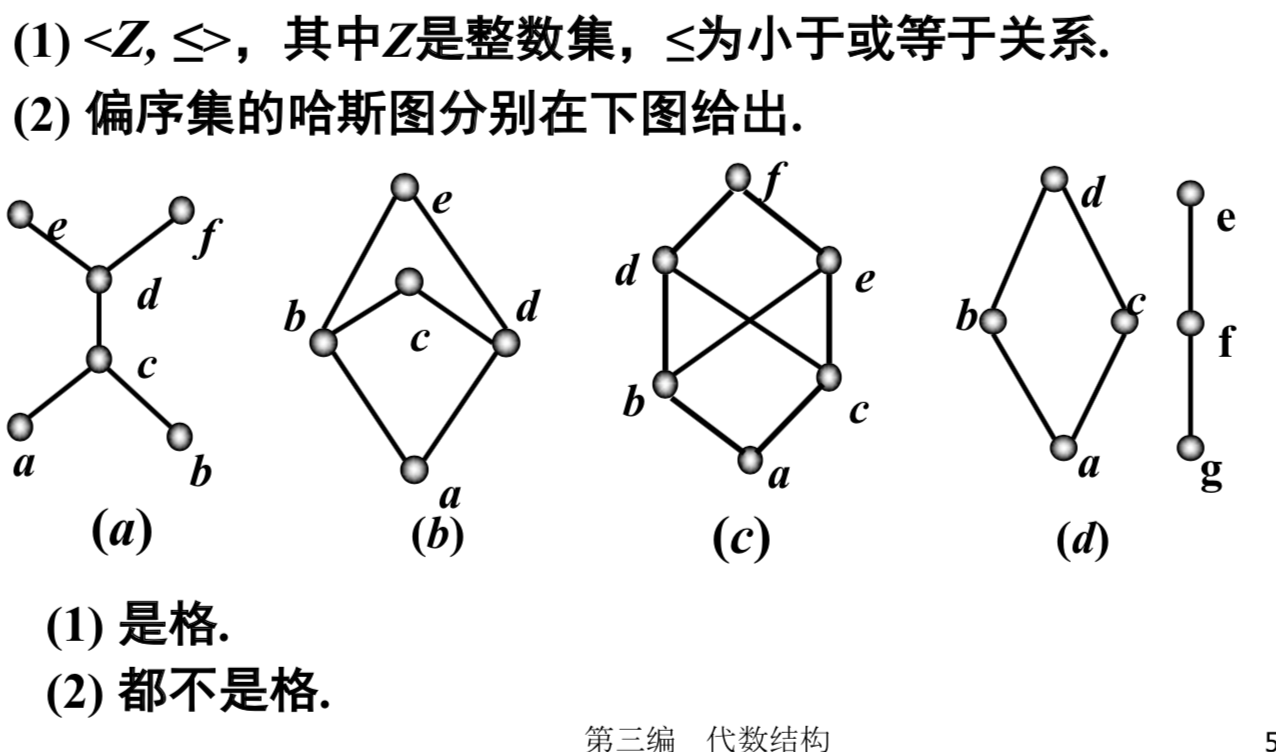 (1) <Z, ≤>，其中Z是整数集，≤为小于或等于关系.
(2) 偏序集的哈斯图分别在下图给出.
e f d c a b
(a)
e b c d a
(b)
f d e b c a
(c)
d b c a e f g
(d)
(1) 是格.
(2) 都不是格.
第三编 代数结构 5